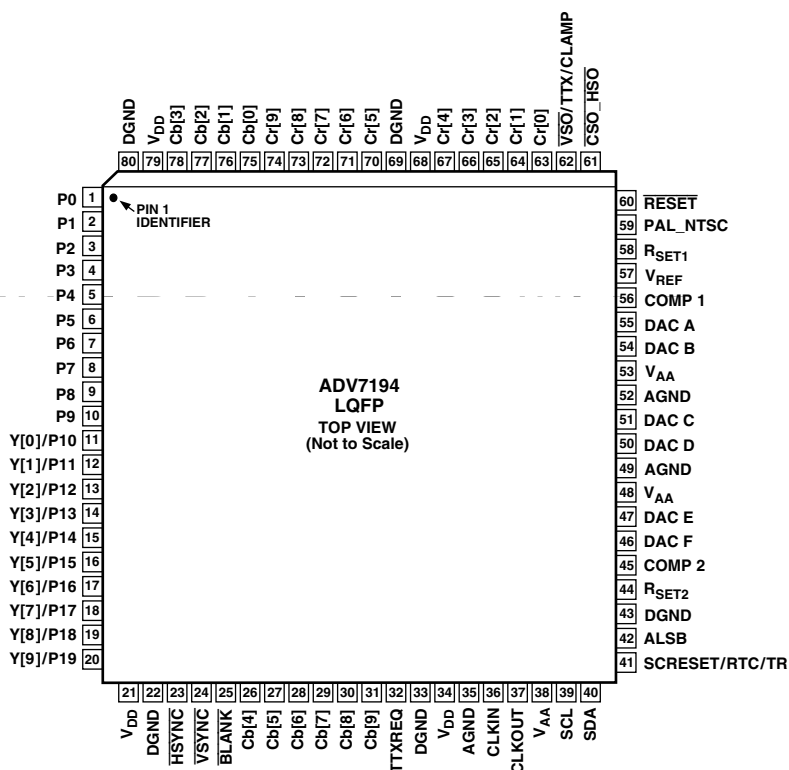 DGND
VDD
Cb[3]
Cb[2]
Cb[1]
Cb[0]
Cr[9]
Cr[8]
Cr[7]
Cr[6]
Cr[5]
DGND
VDD
Cr[4]
Cr[3]
Cr[2]
Cr[1]
Cr[0]
VSO/TTX/CLAMP
CSO_HSO
80 79 78 77 76 75 74 73 72 71 70 69 68 67 66 65 64 63 62 61
P0 1
P1 2
P2 3
P3 4
P4 5
P5 6
P6 7
P7 8
P8 9
P9 10
Y[0]/P10 11
Y[1]/P11 12
Y[2]/P12 13
Y[3]/P13 14
Y[4]/P14 15
Y[5]/P15 16
Y[6]/P16 17
Y[7]/P17 18
Y[8]/P18 19
Y[9]/P19 20
PIN 1
IDENTIFIER
ADV7194
LQFP
TOP VIEW
(Not to Scale)
60 RESET
59 PAL_NTSC
58 RSET1
57 VREF
56 COMP 1
55 DAC A
54 DAC B
53 VAA
52 AGND
51 DAC C
50 DAC D
49 AGND
48 VAA
47 DAC E
46 DAC F
45 COMP 2
44 RSET2
43 DGND
42 ALSB
41 SCRESET/RTC/TR
21 22 23 24 25 26 27 28 29 30 31 32 33 34 35 36 37 38 39 40
VDD
DGND
HSYNC
VSYNC
BLANK
Cb[4]
Cb[5]
Cb[6]
Cb[7]
Cb[8]
Cb[9]
TTXREQ
DGND
VDD
AGND
CLKIN
CLKOUT
VAA
SCL
SDA